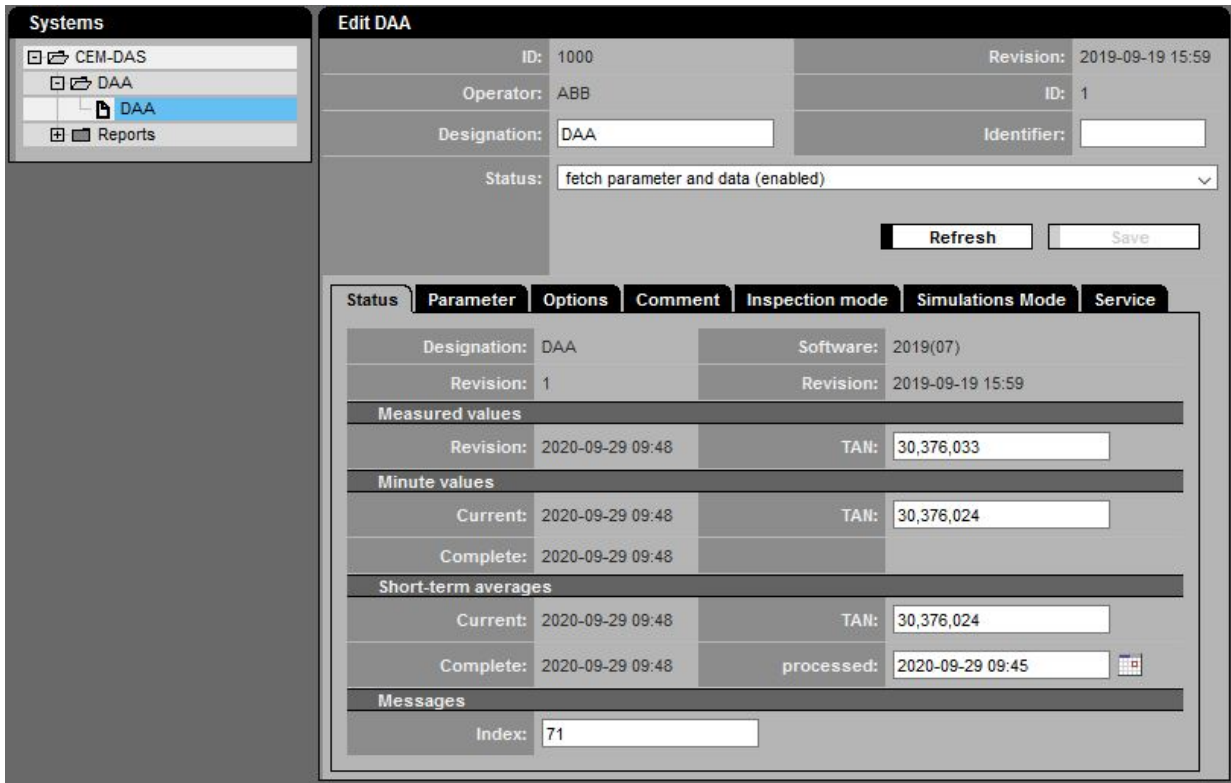 Systems
CEM-DAS
DAA
DAA
Reports
Edit DAA
ID: 1000 Revision: 2019-09-19 15:59
Operator: ABB ID: 1
Designation: DAA Identifier:
Status: fetch parameter and data (enabled)
Refresh Save
Status Parameter Options Comment Inspection mode Simulations Mode Service
Designation: DAA Software: 2019(07)
Revision: 1 Revision: 2019-09-19 15:59
Measured values
Revision: 2020-09-29 09:48 TAN: 30,376,033
Minute values
Current: 2020-09-29 09:48 TAN: 30,376,024
Complete: 2020-09-29 09:48
Short-term averages
Current: 2020-09-29 09:48 TAN: 30,376,024
Complete: 2020-09-29 09:48 processed: 2020-09-29 09:45
Messages
Index: 71